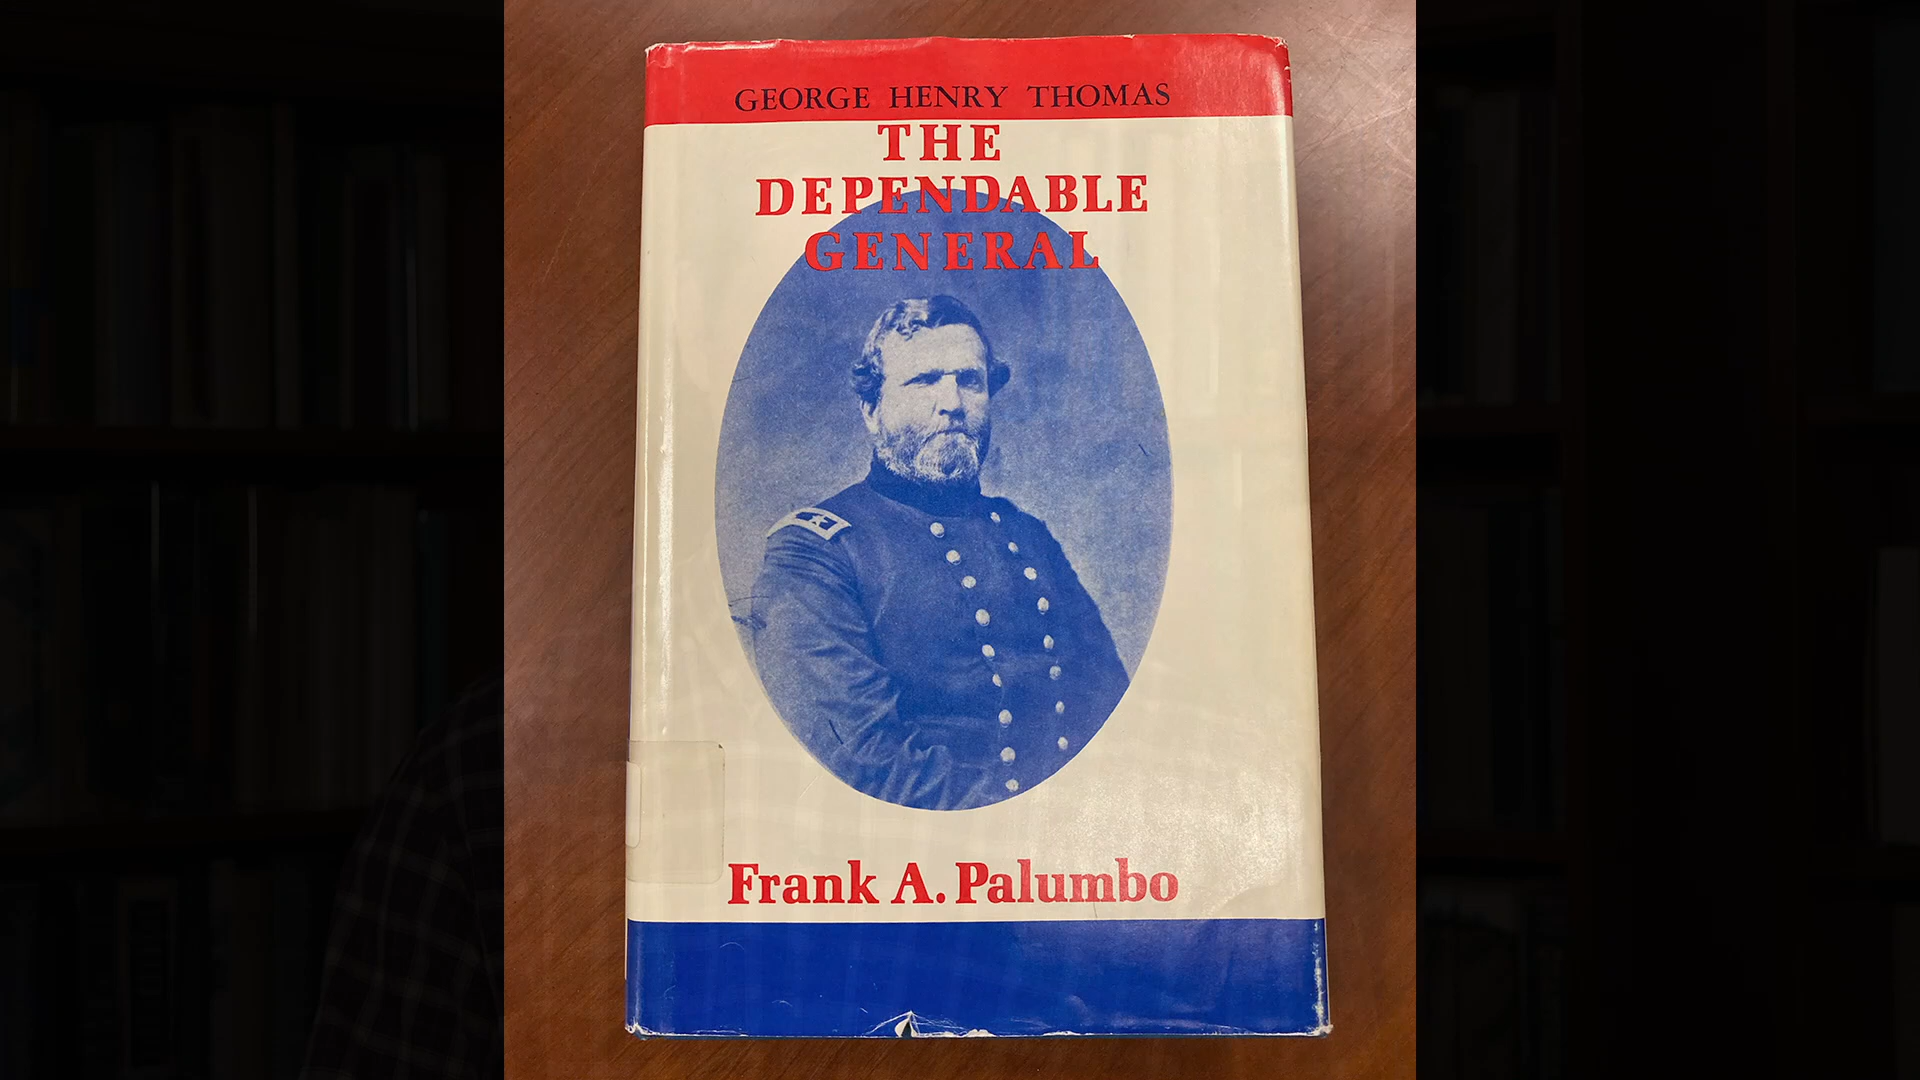 GEORGE HENRY THOMAS
THE
DEPENDABLE
GENERAL
Frank A. Palumbo